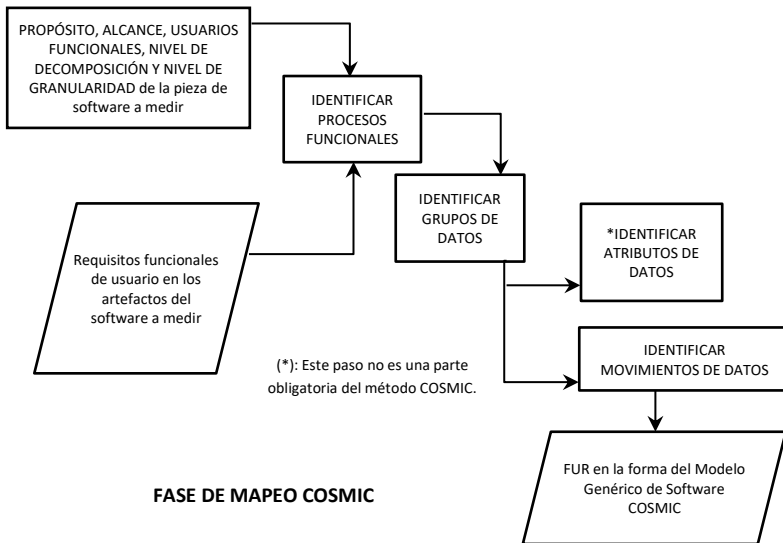 PROPÓSITO, ALCANCE, USUARIOS
FUNCIONALES, NIVEL DE
DECOMPOSICIÓN Y NIVEL DE
GRANULARIDAD de la pieza de
software a medir
IDENTIFICAR
PROCESOS
FUNCIONALES
IDENTIFICAR
GRUPOS DE
DATOS
*IDENTIFICAR
ATRIBUTOS DE
DATOS
Requisitos funcionales
de usuario en los
artefactos del
software a medir
IDENTIFICAR
MOVIMIENTOS DE DATOS
(*): Este paso no es una parte
obligatoria del método COSMIC.
FUR en la forma del Modelo
Genérico de Software
COSMIC
FASE DE MAPEO COSMIC